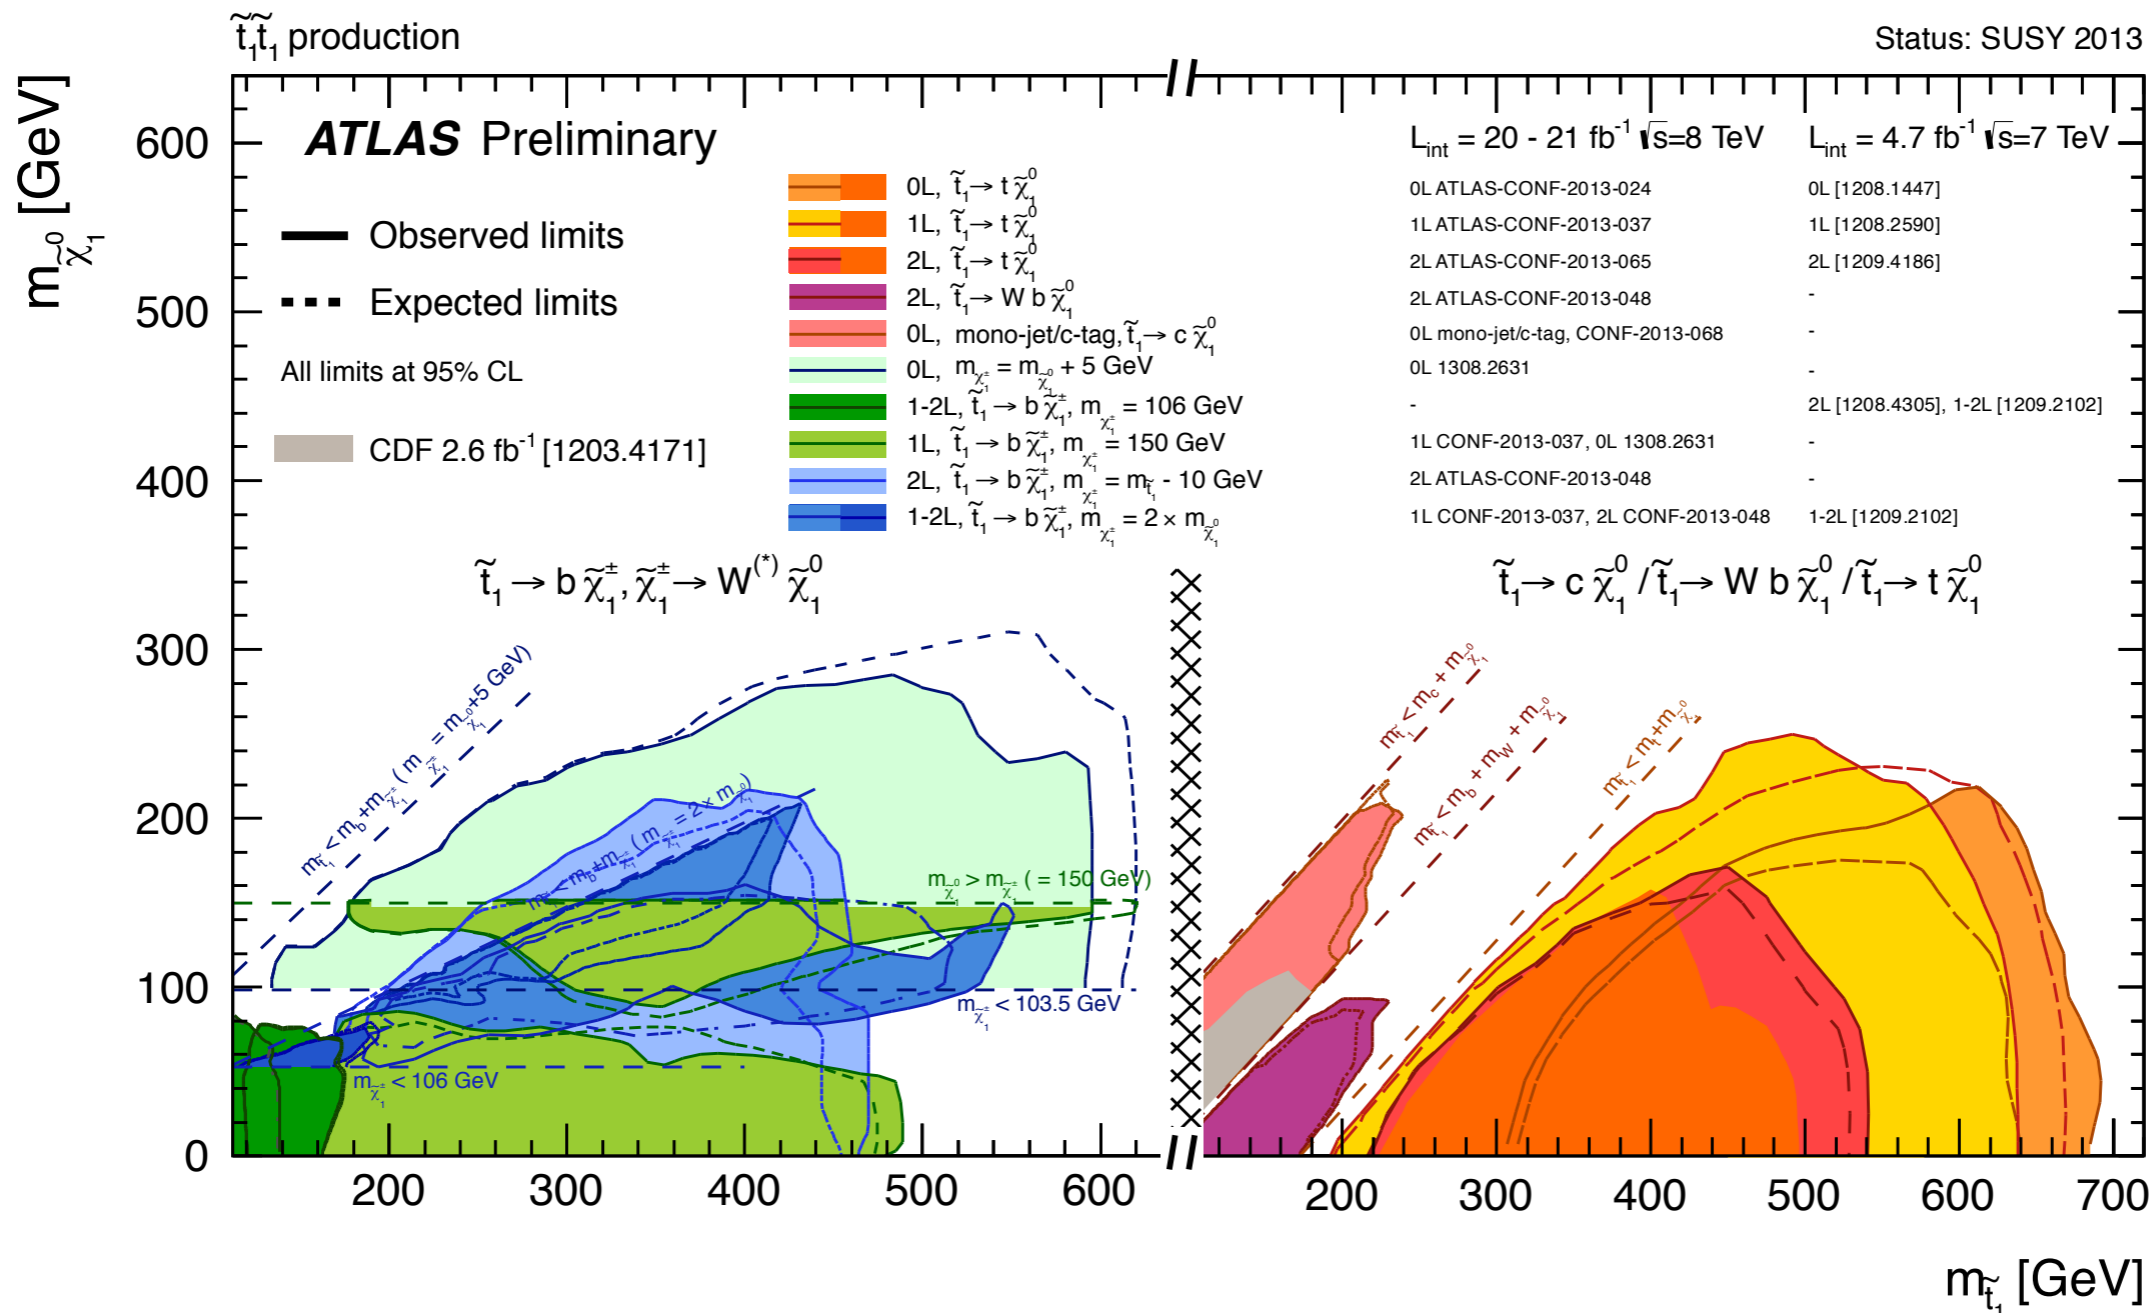 t̃₁t̃₁ production
Status: SUSY 2013
m_χ̃₁⁰ [GeV]
ATLAS Preliminary
Observed limits
Expected limits
All limits at 95% CL
CDF 2.6 fb⁻¹ [1203.4171]
0L, t̃₁→ t χ̃₁⁰
1L, t̃₁→ t χ̃₁⁰
2L, t̃₁→ t χ̃₁⁰
2L, t̃₁→ W b χ̃₁⁰
0L, mono-jet/c-tag, t̃₁→ c χ̃₁⁰
0L, m_χ₁± = m_χ̃₁⁰ + 5 GeV
1-2L, t̃₁→ b χ̃₁±, m_χ₁± = 106 GeV
1L, t̃₁→ b χ̃₁±, m_χ₁± = 150 GeV
2L, t̃₁→ b χ̃₁±, m_χ₁± = m_t̃₁ - 10 GeV
1-2L, t̃₁→ b χ̃₁±, m_χ₁± = 2 × m_χ̃₁⁰
L_int = 20 - 21 fb⁻¹ √s=8 TeV
0L ATLAS-CONF-2013-024
1L ATLAS-CONF-2013-037
2L ATLAS-CONF-2013-065
2L ATLAS-CONF-2013-048
0L mono-jet/c-tag, CONF-2013-068
0L 1308.2631
-
1L CONF-2013-037, 0L 1308.2631
2L ATLAS-CONF-2013-048
1L CONF-2013-037, 2L CONF-2013-048
L_int = 4.7 fb⁻¹ √s=7 TeV
0L [1208.1447]
1L [1208.2590]
2L [1209.4186]
-
-
-
2L [1208.4305], 1-2L [1209.2102]
-
-
1-2L [1209.2102]
t̃₁→ b χ̃₁±, χ̃₁±→ W(*) χ̃₁⁰
t̃₁→ c χ̃₁⁰ / t̃₁→ W b χ̃₁⁰ / t̃₁→ t χ̃₁⁰
m_t̃₁ < m_b+m_χ̃₁± ( m_χ̃₁± = m_χ̃₁⁰+5 GeV)
m_t̃₁ < m_b+m_χ̃₁± ( m_χ̃₁± = 2× m_χ̃₁⁰)
m_χ̃₁⁰ > m_χ̃₁± ( = 150 GeV)
m_χ̃₁± < 103.5 GeV
m_χ̃₁± < 106 GeV
m_t̃₁ < m_c + m_χ̃₁⁰
m_t̃₁ < m_b + m_W + m_χ̃₁⁰
m_t̃₁ < m_t+m_χ̃₁⁰
600
500
400
300
200
100
0
200 300 400 500 600
200 300 400 500 600 700
m_t̃₁ [GeV]